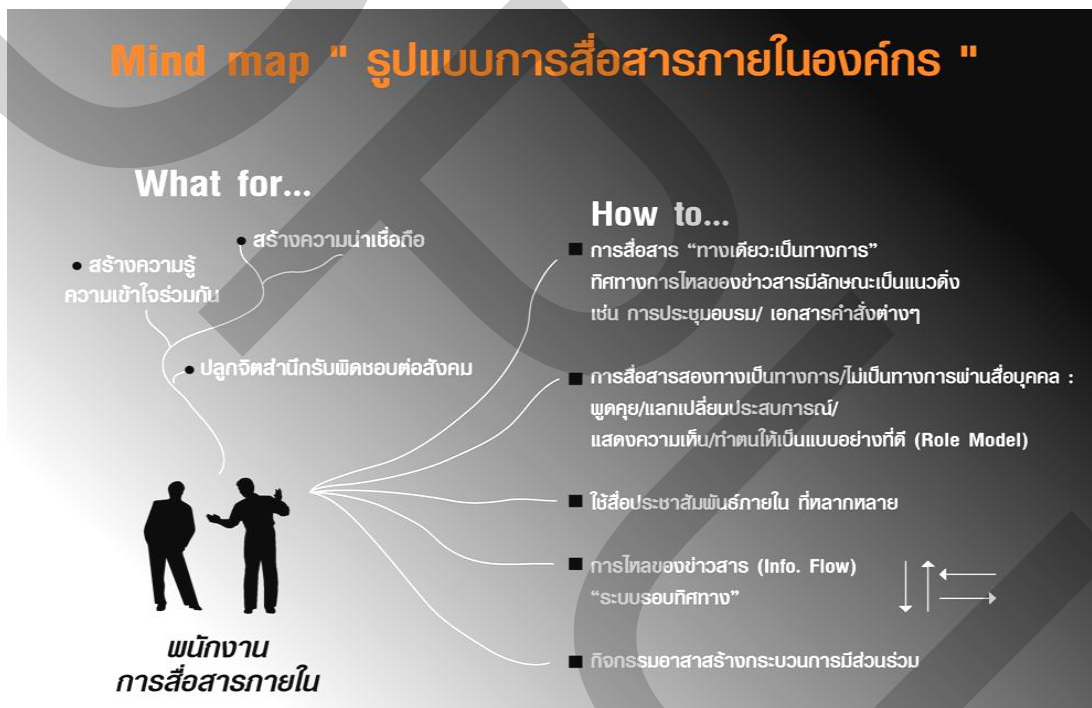 Mind map " รูปแบบการสื่อสารภายในองค์กร "
What for...
• สร้างความน่าเชื่อถือ
• สร้างความรู้
ความเข้าใจร่วมกัน
• ปลูกจิตสำนึกรับผิดชอบต่อสังคม
พนักงาน
การสื่อสารภายใน
How to...
■ การสื่อสาร “ทางเดียว:เป็นทางการ”
ทิศทางการไหลของข่าวสารมีลักษณะเป็นแนวดิ่ง
เช่น การประชุมอบรม/ เอกสารคำสั่งต่างๆ
■ การสื่อสารสองทางเป็นทางการ/ไม่เป็นทางการผ่านสื่อบุคคล :
พูดคุย/แลกเปลี่ยนประสบการณ์/
แสดงความเห็น/ทำตนให้เป็นแบบอย่างที่ดี (Role Model)
■ ใช้สื่อประชาสัมพันธ์ภายใน ที่หลากหลาย
■ การไหลของข่าวสาร (Info. Flow)
“ระบบรอบทิศทาง”
■ กิจกรรมอาสาสร้างกระบวนการมีส่วนร่วม